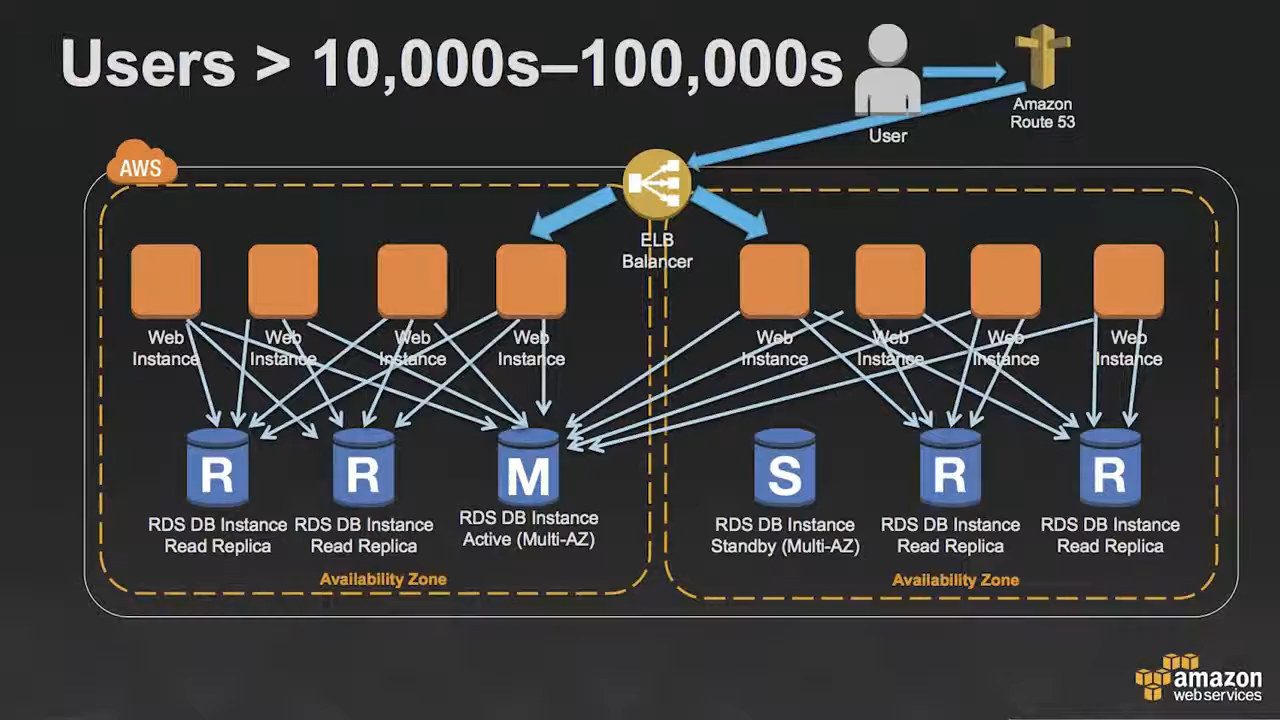 Users > 10,000s–100,000s
User
Amazon
Route 53
AWS
ELB
Balancer
Web
Instance
Web
Instance
Web
Instance
Web
Instance
Web
Instance
Web
Instance
Web
Instance
Web
Instance
R
R
M
S
R
R
RDS DB Instance
Read Replica
RDS DB Instance
Read Replica
RDS DB Instance
Active (Multi-AZ)
RDS DB Instance
Standby (Multi-AZ)
RDS DB Instance
Read Replica
RDS DB Instance
Read Replica
Availability Zone
Availability Zone
amazon
web services